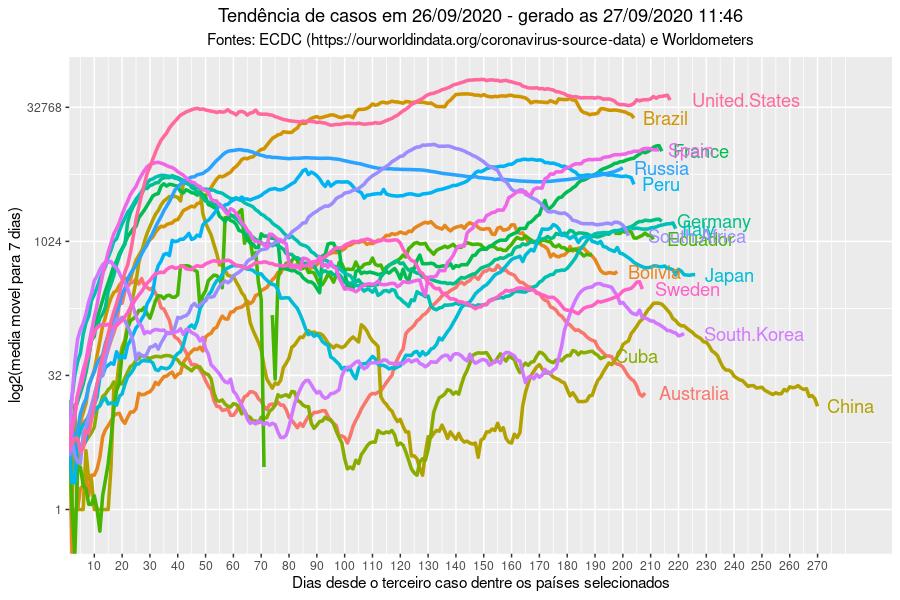 Tendência de casos em 26/09/2020 - gerado as 27/09/2020 11:46
Fontes: ECDC (https://ourworldindata.org/coronavirus-source-data) e Worldometers
log2(media movel para 7 dias)
32768
1024
32
1
United.States
Brazil
Spain
France
Russia
Peru
Germany
Italy
South.Africa
Ecuador
Bolivia
Japan
Sweden
South.Korea
Cuba
Australia
China
10 20 30 40 50 60 70 80 90 100 110 120 130 140 150 160 170 180 190 200 210 220 230 240 250 260 270
Dias desde o terceiro caso dentre os países selecionados